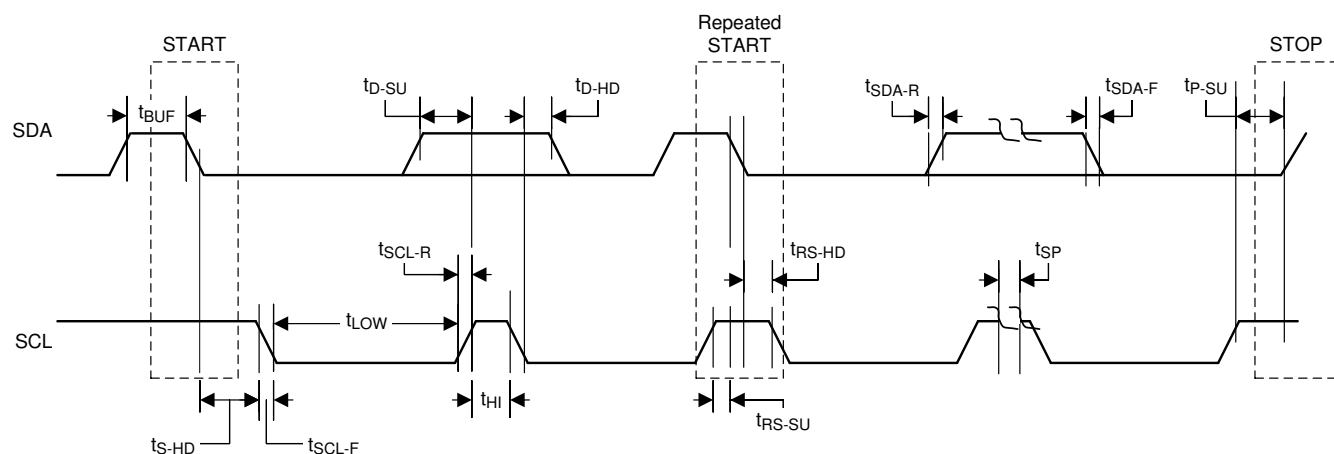 Repeated
START
START
STOP
tD-SU
tD-HD
tSDA-R
tSDA-F
tP-SU
tBUF
SDA
tSCL-R
tRS-HD
tSP
tLOW
SCL
tHI
tRS-SU
tS-HD
tSCL-F